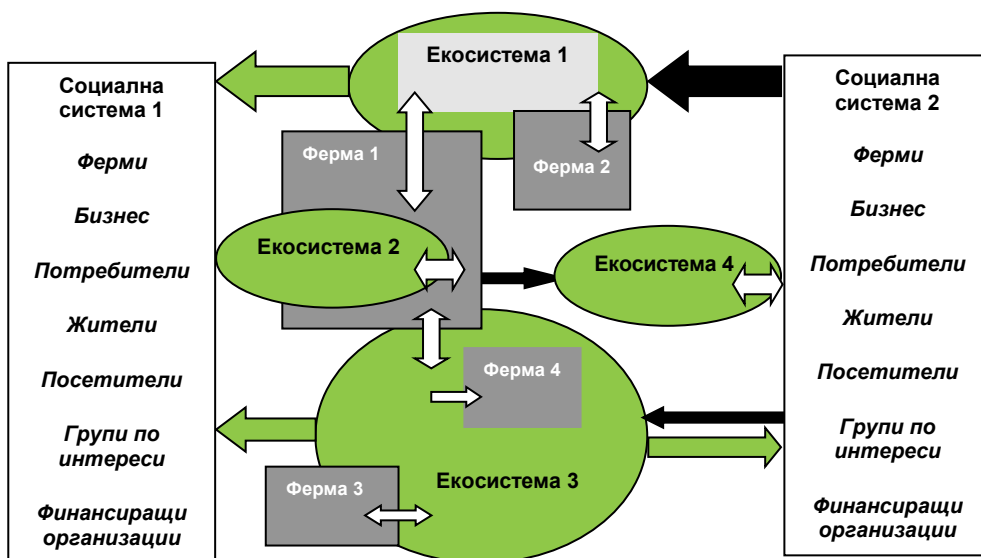 Социална
система 1
Ферми
Бизнес
Потребители
Жители
Посетители
Групи по
интереси
Финансиращи
организации
Екосистема 1
Ферма 1
Ферма 2
Екосистема 2
Екосистема 4
Ферма 4
Екосистема 3
Ферма 3
Социална
система 2
Ферми
Бизнес
Потребители
Жители
Посетители
Групи по
интереси
Финансиращи
организации